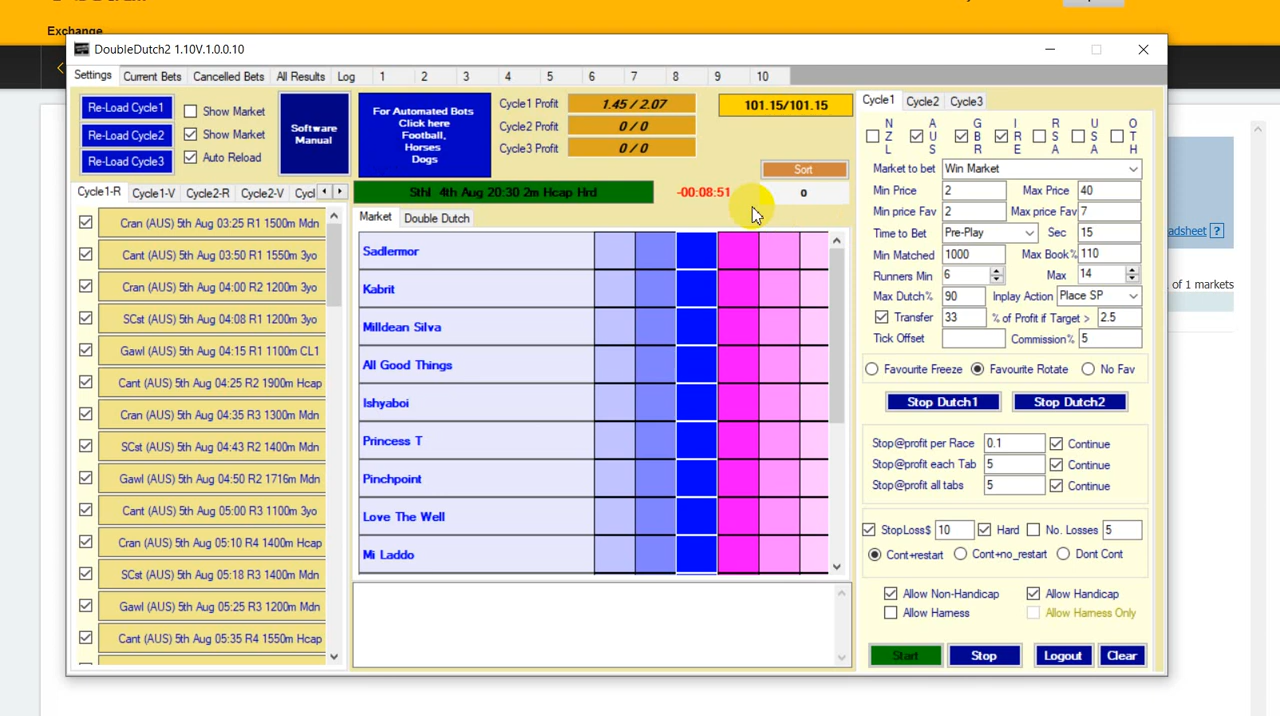 Exchange
DoubleDutch2 1.10V.1.0.0.10
Settings Current Bets Cancelled Bets All Results Log 1 2 3 4 5 6 7 8 9 10
Re-Load Cycle1 Show Market
Re-Load Cycle2 Show Market
Re-Load Cycle3 Auto Reload
Software
Manual
For Automated Bots
Click here
Football,
Horses
Dogs
Cycle1 Profit 1.45 / 2.07
Cycle2 Profit 0 / 0
Cycle3 Profit 0 / 0
101.15/101.15
Sort
Cycle1-R Cycle1-V Cycle2-R Cycle2-V Cycl
Sthl 4th Aug 20:30 2m Hcap Hrd -00:08:51 0
Cran (AUS) 5th Aug 03:25 R1 1500m Mdn
Cant (AUS) 5th Aug 03:50 R1 1550m 3yo
Cran (AUS) 5th Aug 04:00 R2 1200m 3yo
SCst (AUS) 5th Aug 04:08 R1 1200m 3yo
Gawl (AUS) 5th Aug 04:15 R1 1100m CL1
Cant (AUS) 5th Aug 04:25 R2 1900m Hcap
Cran (AUS) 5th Aug 04:35 R3 1300m Mdn
SCst (AUS) 5th Aug 04:43 R2 1400m Mdn
Gawl (AUS) 5th Aug 04:50 R2 1716m Mdn
Cant (AUS) 5th Aug 05:00 R3 1100m 3yo
Cran (AUS) 5th Aug 05:10 R4 1400m Hcap
SCst (AUS) 5th Aug 05:18 R3 1400m Mdn
Gawl (AUS) 5th Aug 05:25 R3 1200m Mdn
Cant (AUS) 5th Aug 05:35 R4 1550m Hcap
Market Double Dutch
Sadlermor
Kabrit
Milldean Silva
All Good Things
Ishyaboi
Princess T
Pinchpoint
Love The Well
Mi Laddo
Cycle1 Cycle2 Cycle3
NZL AUS GBR IRE RSA USA OTH
Market to bet Win Market
Min Price 2 Max Price 40
Min price Fav 2 Max price Fav 7
Time to Bet Pre-Play Sec 15
Min Matched 1000 Max Book% 110
Runners Min 6 Max 14
Max Dutch% 90 Inplay Action Place SP
Transfer 33 % of Profit if Target > 2.5
Tick Offset Commission% 5
Favourite Freeze Favourite Rotate No Fav
Stop Dutch1 Stop Dutch2
Stop@profit per Race 0.1 Continue
Stop@profit each Tab 5 Continue
Stop@profit all tabs 5 Continue
StopLoss$ 10 Hard No. Losses 5
Cont+restart Cont+no_restart Dont Cont
Allow Non-Handicap Allow Handicap
Allow Harness Allow Harness Only
Start Stop Logout Clear
adsheet ?
of 1 markets